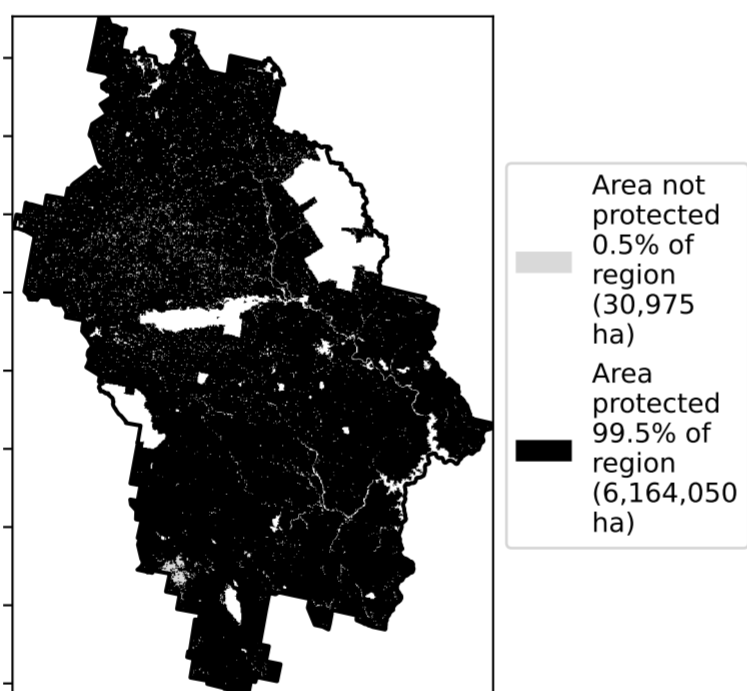 Area not
protected
0.5% of
region
(30,975
ha)
Area
protected
99.5% of
region
(6,164,050
ha)